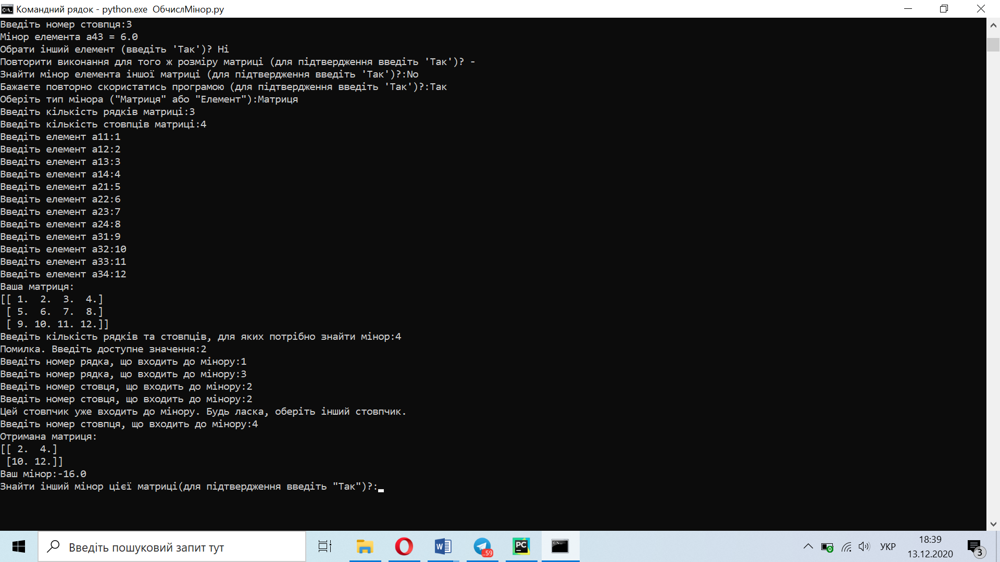 Командний рядок - python.exe  ОбчислМінор.py
Введіть номер стовпця:3
Мінор елемента a43 = 6.0
Обрати інший елемент (введіть 'Так')? Ні
Повторити виконання для того ж розміру матриці (для підтвердження введіть 'Так')? -
Знайти мінор елемента іншої матриці (для підтвердження введіть 'Так')?:No
Бажаєте повторно скористатись програмою (для підтвердження введіть 'Так')?:Так
Оберіть тип мінора ("Матриця" або "Елемент"):Матриця
Введіть кількість рядків матриці:3
Введіть кількість стовпців матриці:4
Введіть елемент a11:1
Введіть елемент a12:2
Введіть елемент a13:3
Введіть елемент a14:4
Введіть елемент a21:5
Введіть елемент a22:6
Введіть елемент a23:7
Введіть елемент a24:8
Введіть елемент a31:9
Введіть елемент a32:10
Введіть елемент a33:11
Введіть елемент a34:12
Ваша матриця:
[[ 1.  2.  3.  4.]
 [ 5.  6.  7.  8.]
 [ 9. 10. 11. 12.]]
Введіть кількість рядків та стовпців, для яких потрібно знайти мінор:4
Помилка. Введіть доступне значення:2
Введіть номер рядка, що входить до мінору:1
Введіть номер рядка, що входить до мінору:3
Введіть номер стовця, що входить до мінору:2
Введіть номер стовця, що входить до мінору:2
Цей стовпчик уже входить до мінору. Будь ласка, оберіть інший стовпчик.
Введіть номер стовпця, що входить до мінору:4
Отримана матриця:
[[ 2.  4.]
 [10. 12.]]
Ваш мінор:-16.0
Знайти інший мінор цієї матриці(для підтвердження введіть "Так")?:
Введіть пошуковий запит тут
W
..59
PC
C:\.
УКР
18:39
13.12.2020
3